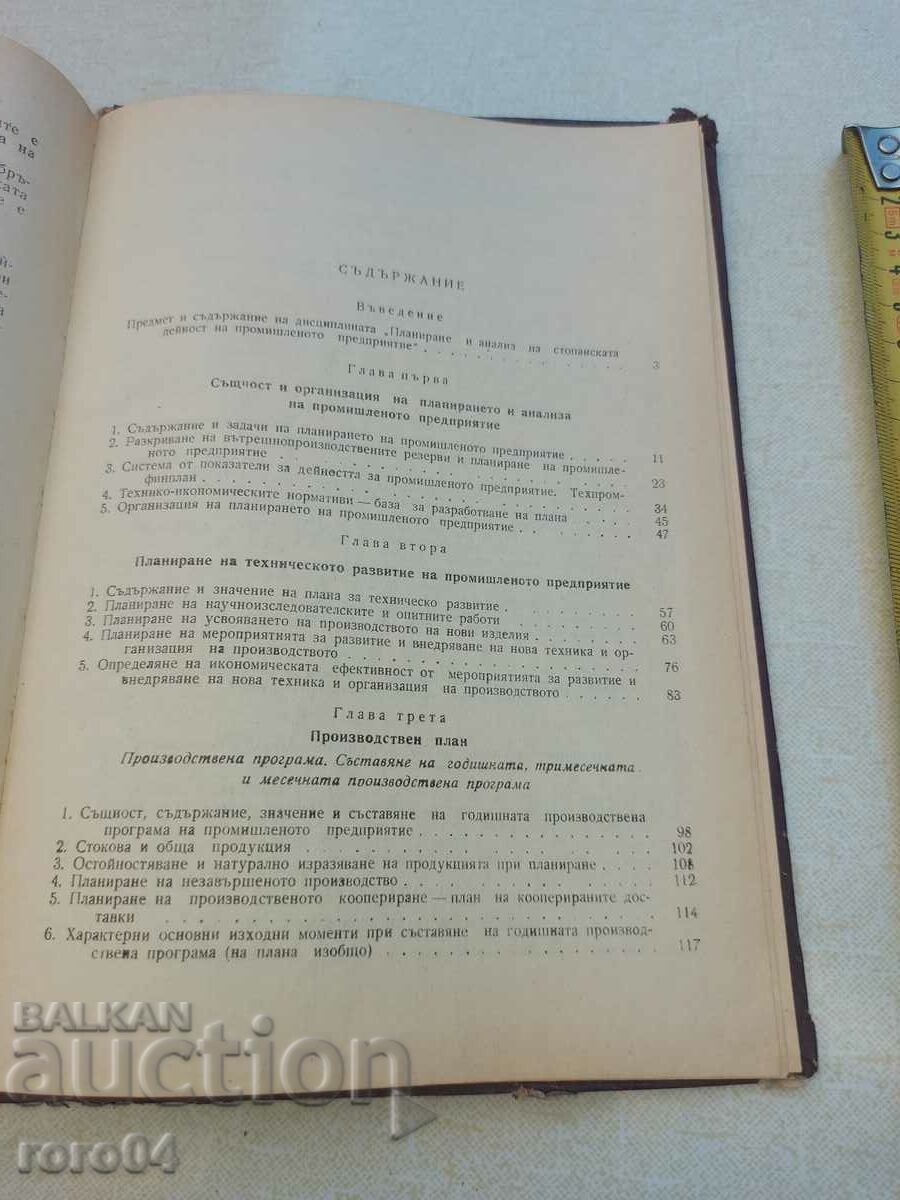 ите е
а на
бръ-
ката
е е
й-
ен
е-
а
СЪДЪРЖАНИЕ
Въведение
Предмет и съдържание на дисциплината „Планиране и анализ на стопанската
дейност на промишленото предприятие“ . . . . . . . . . . . . 3
Глава първа
Същност и организация на планирането и анализа
на промишленото предприятие
1. Съдържание и задачи на планирането на промишленото предприятие . . . . . 11
2. Разкриване на вътрешнопроизводствените резерви и планиране на промишле-
ното предприятие . . . . . . . . . . . . 23
3. Система от показатели за дейността за промишленото предприятие. Техпром-
финплан . . . . . . . . . . . . 34
4. Технико-икономическите нормативи — база за разработване на плана . . . . . 45
5. Организация на планирането на промишленото предприятие . . . . . . . . 47
Глава втора
Планиране на техническото развитие на промишленото предприятие
1. Съдържание и значение на плана за техническо развитие . . . . . . . . . 57
2. Планиране на научноизследователските и опитните работи . . . . . . . . 60
3. Планиране на усвояването на производството на нови изделия . . . . . . . 63
4. Планиране на мероприятията за развитие и внедряване на нова техника и ор-
ганизация на производството . . . . . . . . . . . . 76
5. Определяне на икономическата ефективност от мероприятията за развитие и
внедряване на нова техника и организация на производството . . . . . . 83
Глава трета
Производствен план
Производствена програма. Съставяне на годишната, тримесечната
и месечната производствена програма
1. Същност, съдържание, значение и съставяне на годишната производствена
програма на промишленото предприятие . . . . . . . . . . . . 98
2. Стокова и обща продукция . . . . . . . . . . . . 102
3. Остойностяване и натурално изразяване на продукцията при планиране . . . . 108
4. Планиране на незавършеното производство . . . . . . . . . . . . 112
5. Планиране на производственото коопериране — план на кооперираните дос-
тавки . . . . . . . . . . . . 114
6. Характерни основни изходни моменти при съставяне на годишната производ-
ствена програма (на плана изобщо) . . . . . . . . . . . . 117
BALKAN
auction
roro04
2
3
4
5m